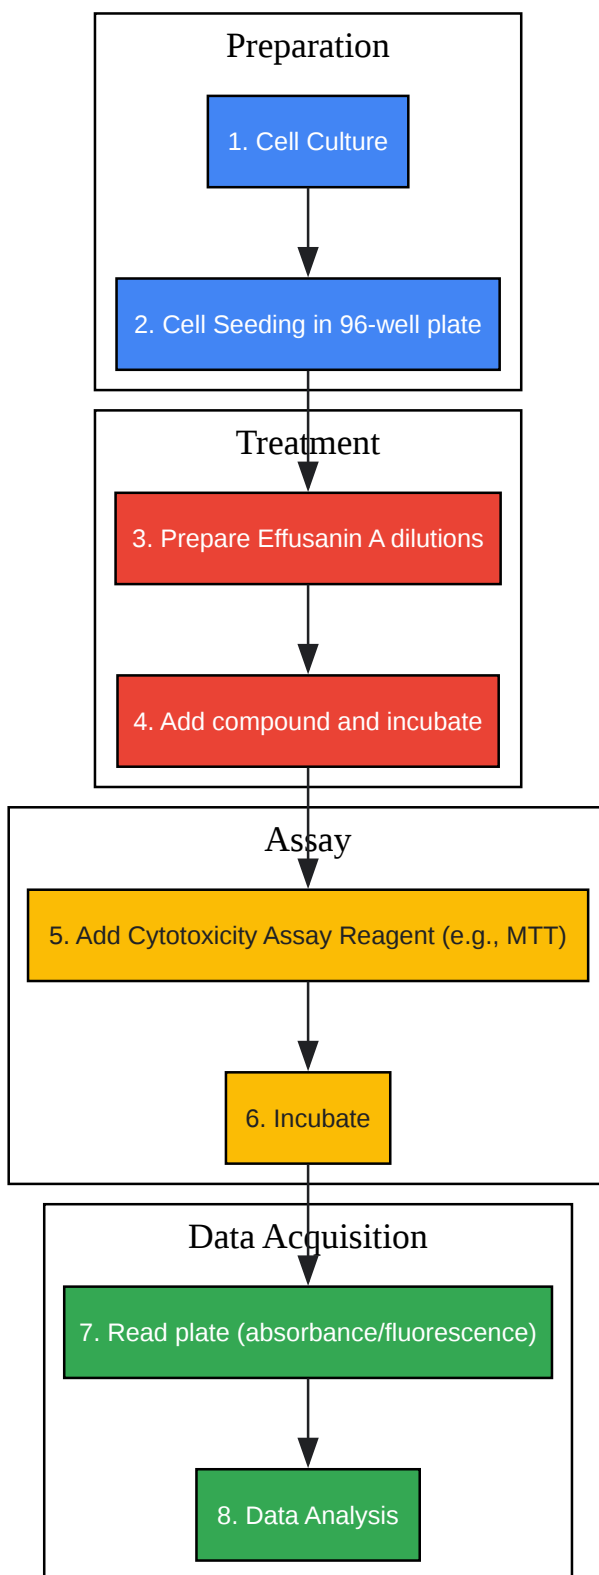 Preparation
1. Cell Culture
2. Cell Seeding in 96-well plate
Treatment
3. Prepare Effusanin A dilutions
4. Add compound and incubate
Assay
5. Add Cytotoxicity Assay Reagent (e.g., MTT)
6. Incubate
Data Acquisition
7. Read plate (absorbance/fluorescence)
8. Data Analysis